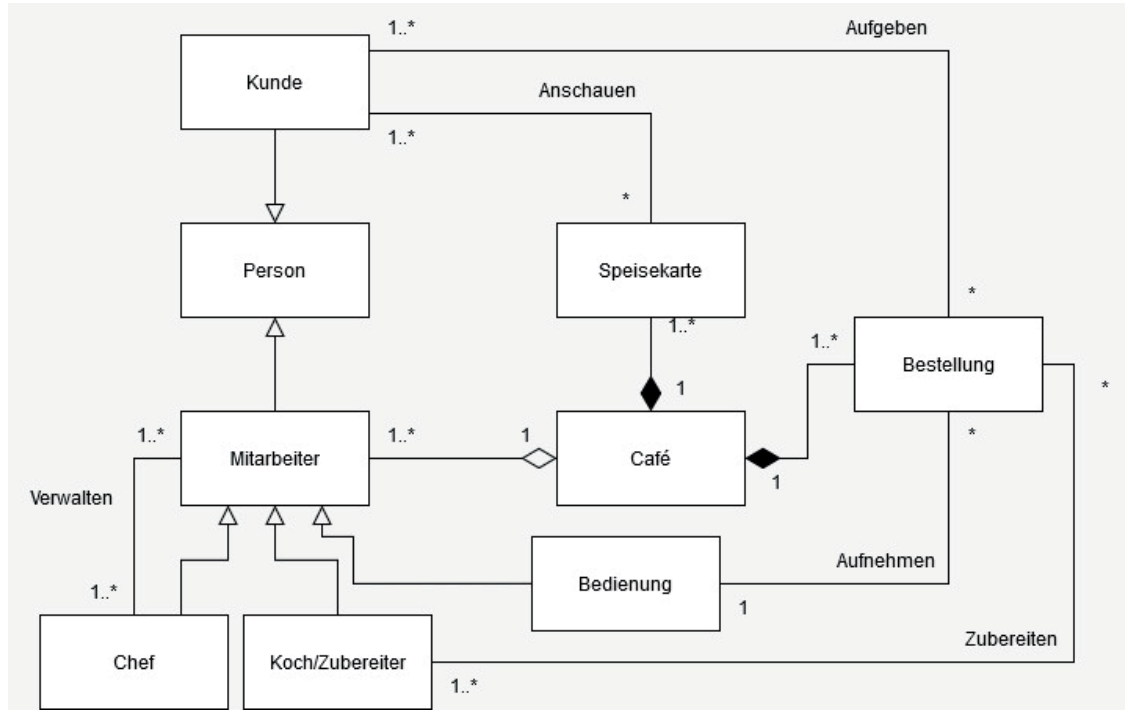 1..*
Aufgeben
Kunde
Anschauen
1..*
*
Person
Speisekarte
*
1..*
1..*
Bestellung
*
1
1..*
1..*
1
*
Mitarbeiter
Café
1
Verwalten
Aufnehmen
Bedienung
1..*
1
Zubereiten
Chef
Koch/Zubereiter
1..*